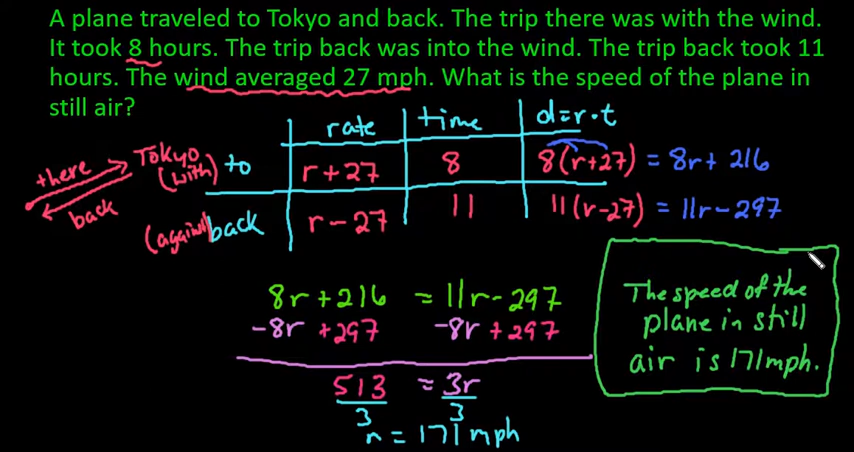 A plane traveled to Tokyo and back. The trip there was with the wind.
It took 8 hours. The trip back was into the wind. The trip back took 11
hours. The wind averaged 27 mph. What is the speed of the plane in
still air?
rate time d=r·t
there Tokyo (with) to r+27 8 8(r+27) = 8r+216
back (against) back r-27 11 11(r-27) = 11r-297
8r+216 = 11r-297
-8r +297 -8r +297
513 = 3r
3 3
r = 171 mph
The speed of the
plane in still
air is 171mph.